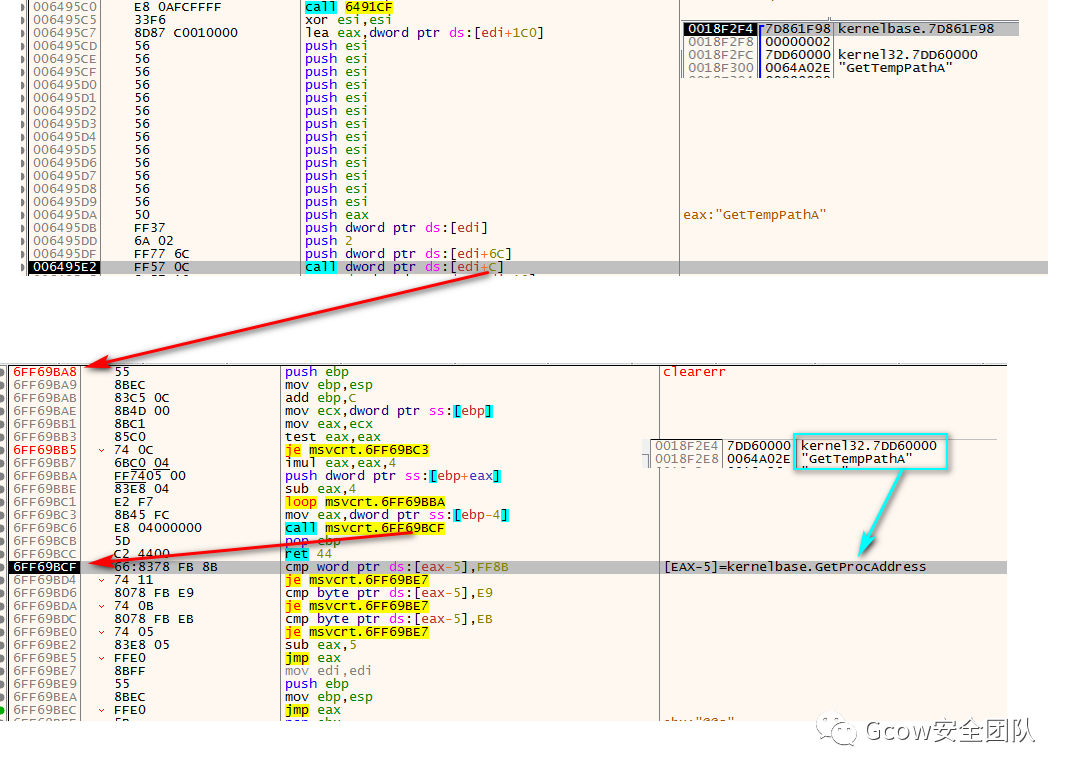 006495C0 E8 0AFCFFFF call 6491CF
006495C5 33F6 xor esi,esi
006495C7 8D87 C0010000 lea eax,dword ptr ds:[edi+1C0]
006495CD 56 push esi
006495CE 56 push esi
006495CF 56 push esi
006495D0 56 push esi
006495D1 56 push esi
006495D2 56 push esi
006495D3 56 push esi
006495D4 56 push esi
006495D5 56 push esi
006495D6 56 push esi
006495D7 56 push esi
006495D8 56 push esi
006495D9 56 push esi
006495DA 50 push eax eax:"GetTempPathA"
006495DB FF37 push dword ptr ds:[edi]
006495DD 6A 02 push 2
006495DF FF77 6C push dword ptr ds:[edi+6C]
006495E2 FF57 0C call dword ptr ds:[edi+C]
0018F2F4 7D861F98 kernelbase.7D861F98
0018F2F8 00000002
0018F2FC 7DD60000 kernel32.7DD60000
0018F300 0064A02E "GetTempPathA"
6FF69BA8 55 push ebp clearerr
6FF69BA9 8BEC mov ebp,esp
6FF69BAB 83C5 0C add ebp,C
6FF69BAE 8B4D 00 mov ecx,dword ptr ss:[ebp]
6FF69BB1 8BC1 mov eax,ecx
6FF69BB3 85C0 test eax,eax
6FF69BB5 74 0C je msvcrt.6FF69BC3
6FF69BB7 6BC0 04 imul eax,eax,4
6FF69BBA FF7405 00 push dword ptr ss:[ebp+eax]
6FF69BBE 83E8 04 sub eax,4
6FF69BC1 E2 F7 loop msvcrt.6FF69BBA
6FF69BC3 8B45 FC mov eax,dword ptr ss:[ebp-4]
6FF69BC6 E8 04000000 call msvcrt.6FF69BCF
6FF69BCB 5D pop ebp
6FF69BCC C2 4400 ret 44
6FF69BCF 66:8378 FB 8B cmp word ptr ds:[eax-5],FF8B [EAX-5]=kernelbase.GetProcAddress
6FF69BD4 74 11 je msvcrt.6FF69BE7
6FF69BD6 8078 FB E9 cmp byte ptr ds:[eax-5],E9
6FF69BDA 74 0B je msvcrt.6FF69BE7
6FF69BDC 8078 FB EB cmp byte ptr ds:[eax-5],EB
6FF69BE0 74 05 je msvcrt.6FF69BE7
6FF69BE2 83E8 05 sub eax,5
6FF69BE5 FFE0 jmp eax
6FF69BE7 8BFF mov edi,edi
6FF69BE9 55 push ebp
6FF69BEA 8BEC mov ebp,esp
6FF69BEC FFE0 jmp eax
0018F2E4 7DD60000 kernel32.7DD60000
0018F2E8 0064A02E "GetTempPathA"
Gcow安全团队